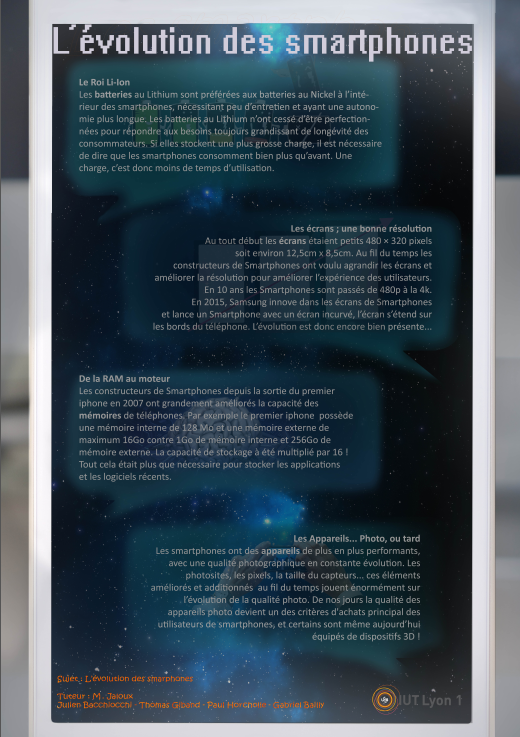 L'évolution des smartphones
Le Roi Li-Ion
Les batteries au Lithium sont préférées aux batteries au Nickel à l'inté-
rieur des smartphones, nécessitant peu d'entretien et ayant une autono-
mie plus longue. Les batteries au Lithium n'ont cessé d'être perfection-
nées pour répondre aux besoins toujours grandissant de longévité des
consommateurs. Si elles stockent une plus grosse charge, il est nécessaire
de dire que les smartphones consomment bien plus qu'avant. Une
charge, c'est donc moins de temps d'utilisation.
Les écrans ; une bonne résolution
Au tout début les écrans étaient petits 480 × 320 pixels
soit environ 12,5cm x 8,5cm. Au fil du temps les
constructeurs de Smartphones ont voulu agrandir les écrans et
améliorer la résolution pour améliorer l'expérience des utilisateurs.
En 10 ans les Smartphones sont passés de 480p à la 4k.
En 2015, Samsung innove dans les écrans de Smartphones
et lance un Smartphone avec un écran incurvé, l'écran s'étend sur
les bords du téléphone. L'évolution est donc encore bien présente...
De la RAM au moteur
Les constructeurs de Smartphones depuis la sortie du premier
iphone en 2007 ont grandement améliorés la capacité des
mémoires de téléphones. Par exemple le premier iphone possède
une mémoire interne de 128 Mo et une mémoire externe de
maximum 16Go contre 1Go de mémoire interne et 256Go de
mémoire externe. La capacité de stockage à été multiplié par 16 !
Tout cela était plus que nécessaire pour stocker les applications
et les logiciels récents.
Les Appareils... Photo, ou tard
Les smartphones ont des appareils de plus en plus performants,
avec une qualité photographique en constante évolution. Les
photosites, les pixels, la taille du capteurs... ces éléments
améliorés et additionnés au fil du temps jouent énormément sur
l'évolution de la qualité photo. De nos jours la qualité des
appareils photo devient un des critères d'achats principal des
utilisateurs de smartphones, et certains sont même aujourd'hui
équipés de dispositifs 3D !
Sujet : L'évolution des smarphones
Tuteur : M. Jaloux
Julien Bacchiocchi - Thomas - Paul - Gabriel Bailly
IUT Lyon 1